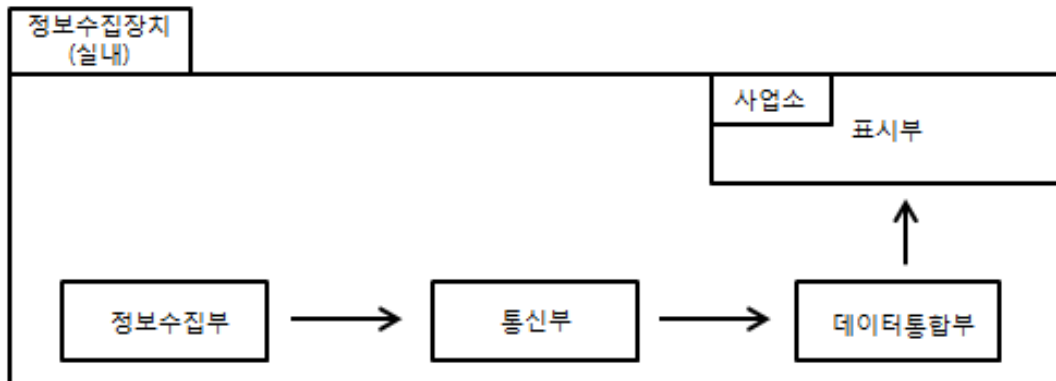 정보수집장치
(실내)
사업소
표시부
정보수집부
통신부
데이터통합부